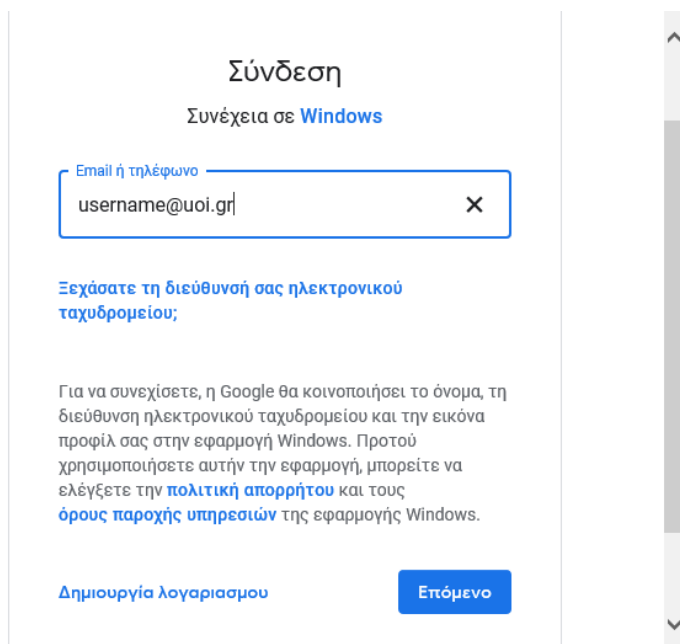 Σύνδεση
Συνέχεια σε Windows
Email ή τηλέφωνο
username@uoi.gr
Ξεχάσατε τη διεύθυνσή σας ηλεκτρονικού
ταχυδρομείου;
Για να συνεχίσετε, η Google θα κοινοποιήσει το όνομα, τη
διεύθυνση ηλεκτρονικού ταχυδρομείου και την εικόνα
προφίλ σας στην εφαρμογή Windows. Προτού
χρησιμοποιήσετε αυτήν την εφαρμογή, μπορείτε να
ελέγξετε την πολιτική απορρήτου και τους
όρους παροχής υπηρεσιών της εφαρμογής Windows.
Δημιουργία λογαριασμου
Επόμενο